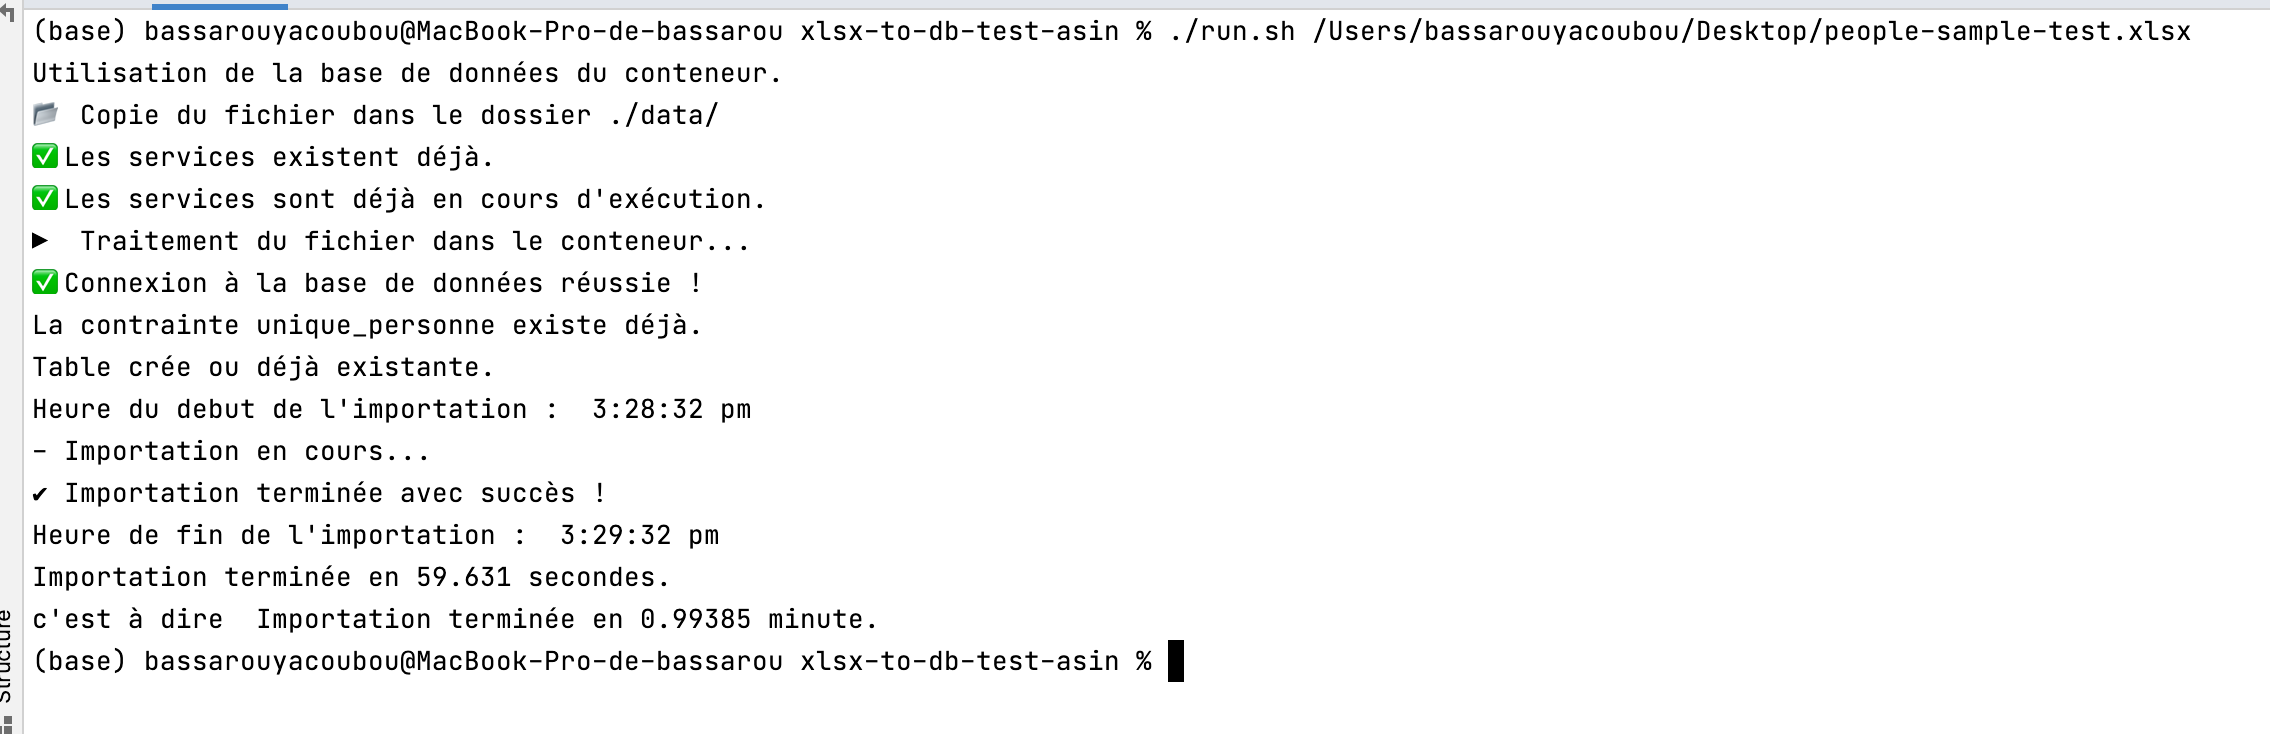 (base) bassarouyacoubou@MacBook-Pro-de-bassarou xlsx-to-db-test-asin % ./run.sh /Users/bassarouyacoubou/Desktop/people-sample-test.xlsx
Utilisation de la base de données du conteneur.
📂 Copie du fichier dans le dossier ./data/
✅ Les services existent déjà.
✅ Les services sont déjà en cours d'exécution.
▶ Traitement du fichier dans le conteneur...
✅ Connexion à la base de données réussie !
La contrainte unique_personne existe déjà.
Table crée ou déjà existante.
Heure du debut de l'importation :  3:28:32 pm
- Importation en cours...
✔ Importation terminée avec succès !
Heure de fin de l'importation :  3:29:32 pm
Importation terminée en 59.631 secondes.
c'est à dire  Importation terminée en 0.99385 minute.
(base) bassarouyacoubou@MacBook-Pro-de-bassarou xlsx-to-db-test-asin %
Structure